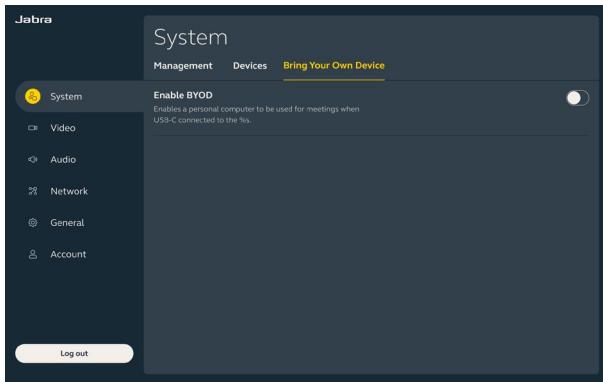 Jabra
System
Management Devices Bring Your Own Device
System
Enable BYOD
Enables a personal computer to be used for meetings when
USB-C connected to the %s.
Video
Audio
Network
General
Account
Log out